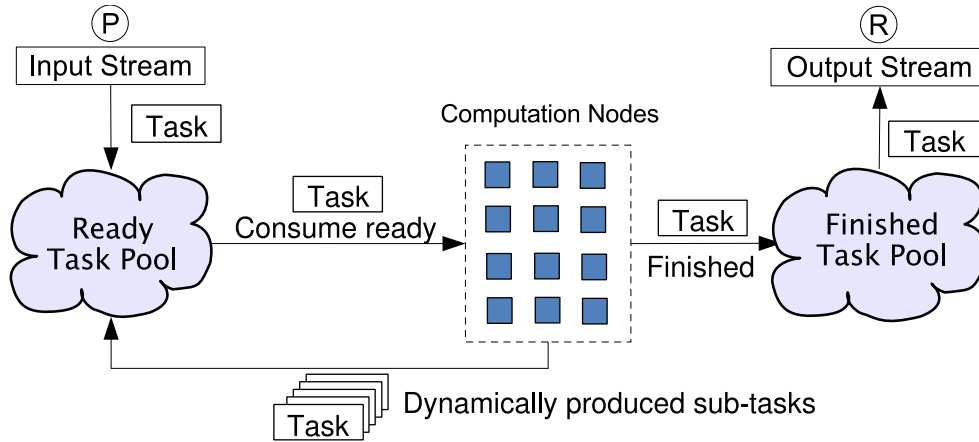 P
R
Input Stream
Output Stream
Task
Task
Computation Nodes
Ready
Task Pool
Task
Consume ready
Task
Finished
Finished
Task Pool
Task
Dynamically produced sub-tasks